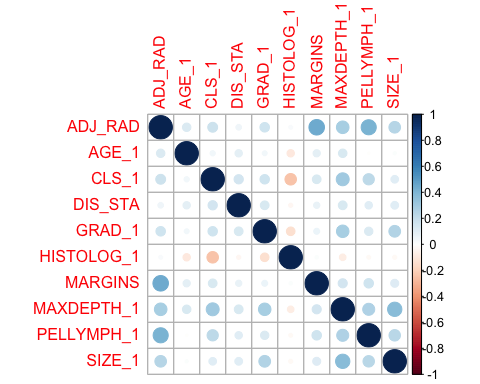 ADJ_RAD
AGE_1
CLS_1
DIS_STA
GRAD_1
HISTOLOG_1
MARGINS
MAXDEPTH_1
PELLYMPH_1
SIZE_1
ADJ_RAD
AGE_1
CLS_1
DIS_STA
GRAD_1
HISTOLOG_1
MARGINS
MAXDEPTH_1
PELLYMPH_1
SIZE_1
1
0.8
0.6
0.4
0.2
0
-0.2
-0.4
-0.6
-0.8
-1